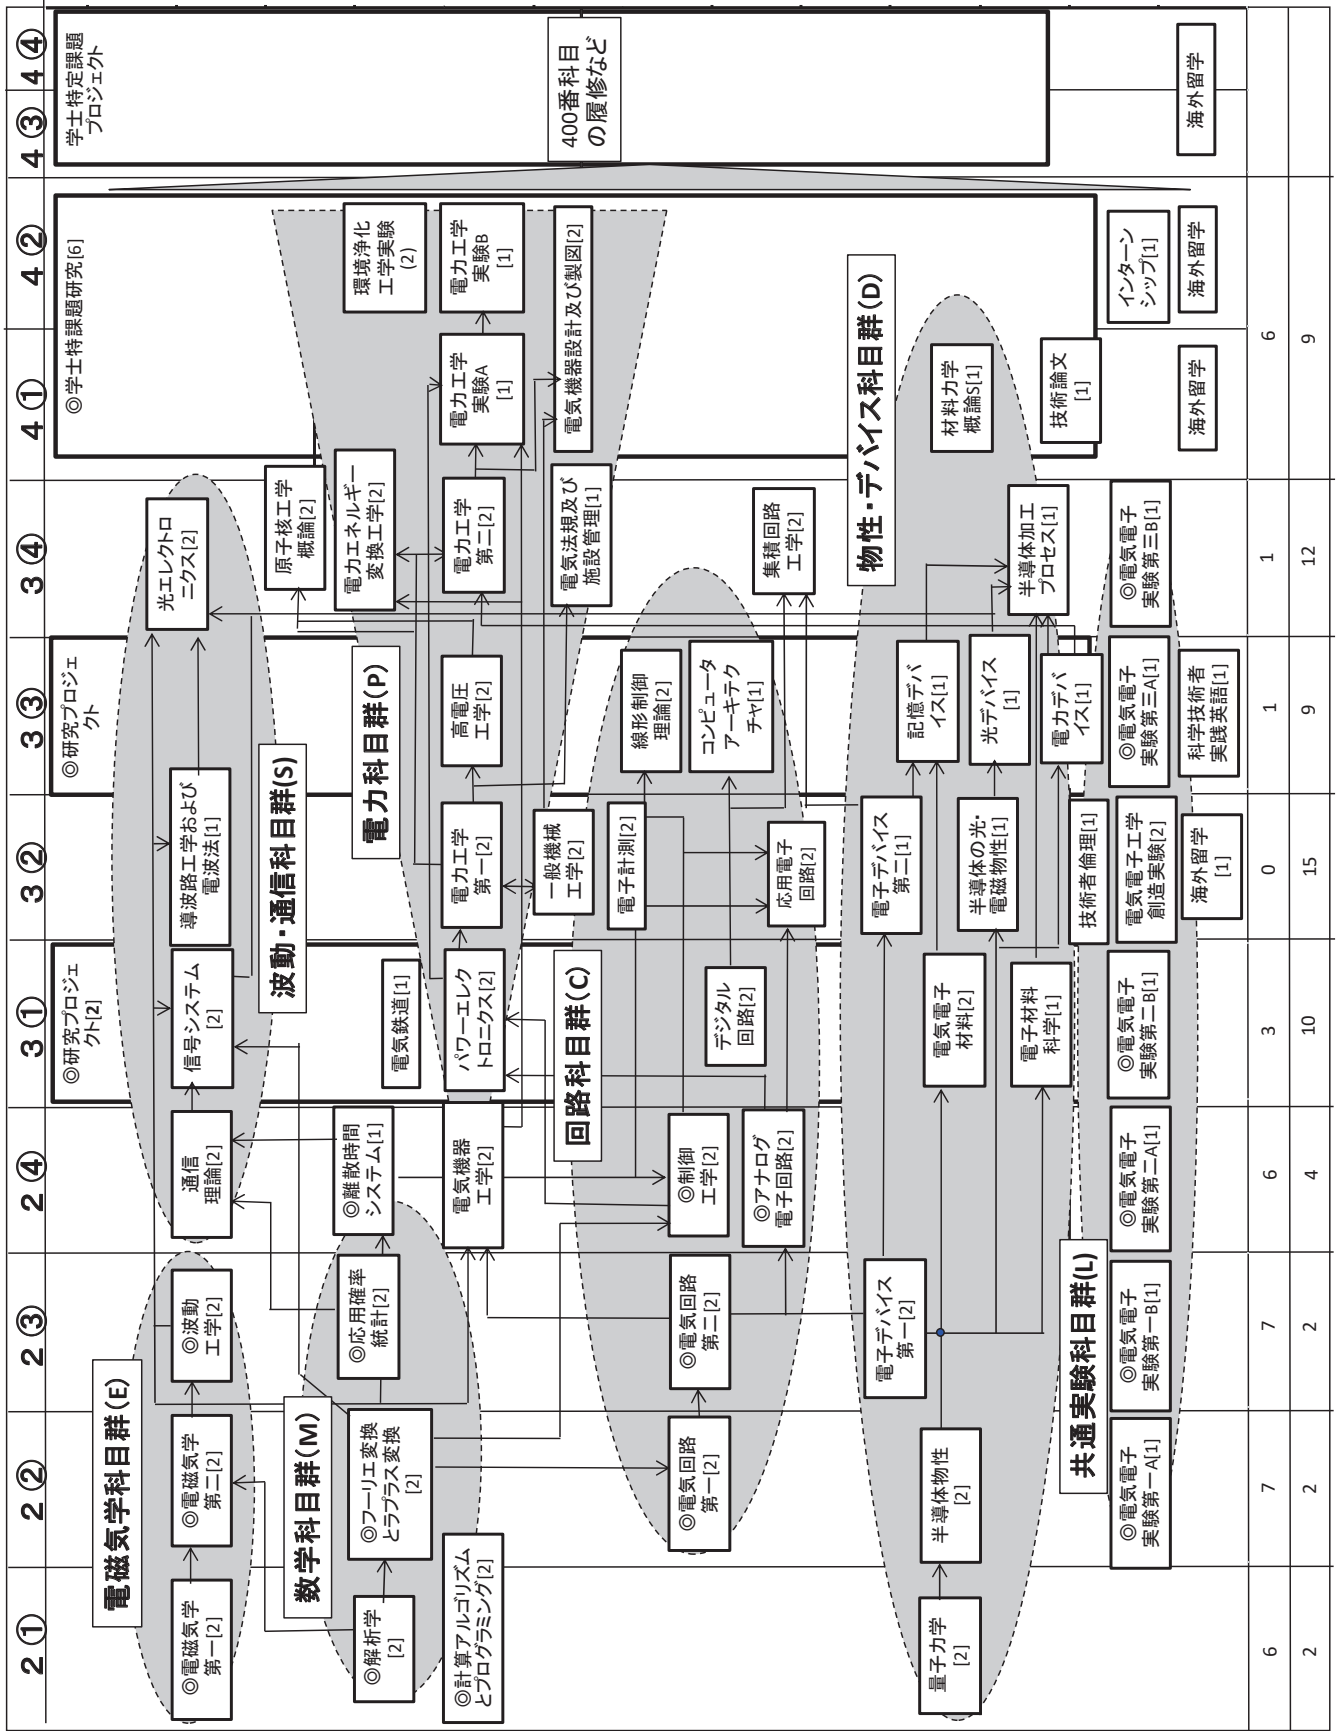 2①
2②
2③
2④
3①
3②
3③
3④
4①
4②
4③
4④
電磁気学科目群(E)
◎電磁気学
第一[2]
◎電磁気学
第二[2]
◎波動
工学[2]
通信
理論[2]
信号システム
[2]
導波路工学および
電波法[1]
光エレクトロ
ニクス[2]
波動・通信科目群(S)
◎研究プロジェ
クト[2]
◎研究プロジェ
クト
◎学士特課題研究[6]
学士特定課題
プロジェクト
数学科目群(M)
◎解析学
[2]
◎フーリエ変換
とラプラス変換
[2]
◎応用確率
統計[2]
◎離散時間
システム[1]
◎計算アルゴリズム
とプログラミング[2]
電力科目群(P)
電気鉄道[1]
電気機器
工学[2]
パワーエレク
トロニクス[2]
電力工学
第一[2]
高電圧
工学[2]
原子核工学
概論[2]
電力エネルギー
変換工学[2]
電力工学
第二[2]
電力工学
実験A
[1]
電力工学
実験B
[1]
環境浄化
工学実験
(2)
一般機械
工学[2]
電気法規及び
施設管理[1]
電気機器設計及び製図[2]
400番科目
の履修など
回路科目群(C)
◎電気回路
第一[2]
◎電気回路
第二[2]
◎制御
工学[2]
◎アナログ
電子回路[2]
デジタル
回路[2]
電子計測[2]
応用電子
回路[2]
線形制御
理論[2]
コンピュータ
アーキテク
チャ[1]
集積回路
工学[2]
物性・デバイス科目群(D)
量子力学
[2]
半導体物性
[2]
電子デバイス
第一[2]
電気電子
材料[2]
電子材料
科学[1]
電子デバイス
第二[1]
半導体の光・
電磁物性[1]
記憶デバ
イス[1]
光デバイス
[1]
電力デバ
イス[1]
半導体加工
プロセス[1]
材料力学
概論S[1]
技術論文
[1]
技術者倫理[1]
共通実験科目群(L)
◎電気電子
実験第一A[1]
◎電気電子
実験第一B[1]
◎電気電子
実験第二A[1]
◎電気電子
実験第二B[1]
電気電子工学
創造実験[2]
◎電気電子
実験第三A[1]
◎電気電子
実験第三B[1]
インターン
シップ[1]
海外留学
[1]
科学技術者
実践英語[1]
海外留学
海外留学
海外留学
6
7
7
6
3
0
1
1
6
2
2
2
4
10
15
9
12
9